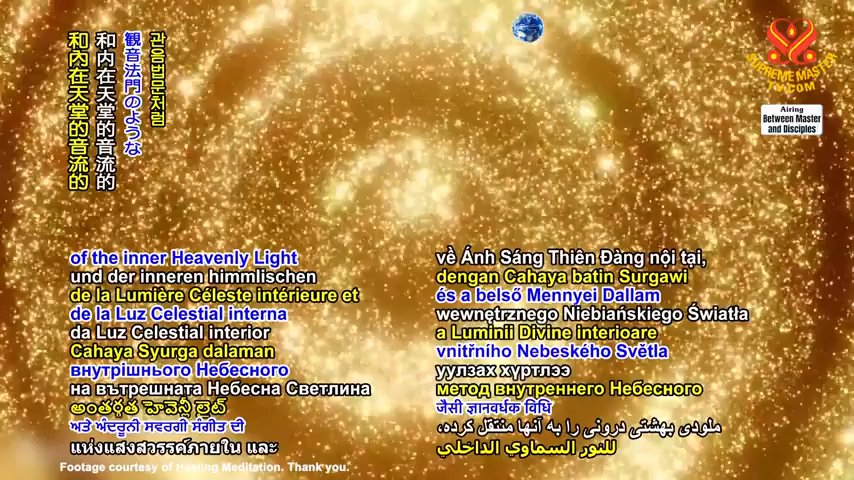 관음법문처럼
観音法門のような
和内在天堂的音流的
和內在天堂的音流的
SUPREME MASTER
TV.COM
Airing
Between Master
and Disciples
of the inner Heavenly Light
und der inneren himmlischen
de la Lumière Céleste intérieure et
de la Luz Celestial interna
da Luz Celestial interior
Cahaya Syurga dalaman
внутрішнього Небесного
на вътрешната Небесна Светлина
అంతర్గత హెవెన్లీ లైట్
ਅਤੇ ਅੰਦਰੂਨੀ ਸਵਰਗੀ ਸੰਗੀਤ ਦੀ
แห่งแสงสวรรค์ภายใน และ
về Ánh Sáng Thiên Đàng nội tại,
dengan Cahaya batin Surgawi
és a belső Mennyei Dallam
wewnętrznego Niebiańskiego Światła
a Luminii Divine interioare
vnitřního Nebeského Světla
уулзах хүртлээ
метод внутреннего Небесного
जैसी ज्ञानवर्धक विधि
ملودی بهشتی درونی را به آنها منتقل کرده،
للنور السماوي الداخلي
Footage courtesy of Healing Meditation. Thank you.